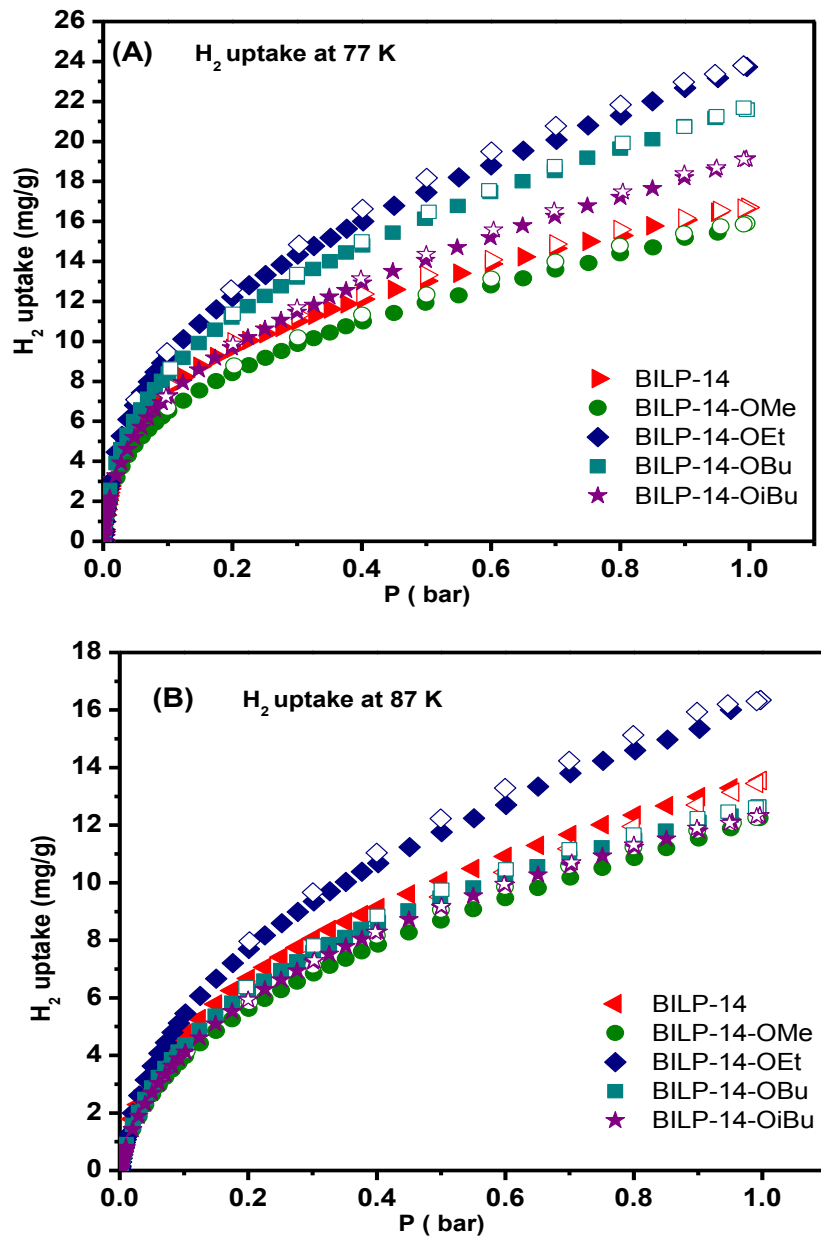 (A) H₂ uptake at 77 K
26
24
22
20
18
16
14
12
10
8
6
4
2
0
H₂ uptake (mg/g)
BILP-14
BILP-14-OMe
BILP-14-OEt
BILP-14-OBu
BILP-14-OiBu
0.0 0.2 0.4 0.6 0.8 1.0
P ( bar)
(B) H₂ uptake at 87 K
18
16
14
12
10
8
6
4
2
0
H₂ uptake (mg/g)
BILP-14
BILP-14-OMe
BILP-14-OEt
BILP-14-OBu
BILP-14-OiBu
0.0 0.2 0.4 0.6 0.8 1.0
P ( bar)